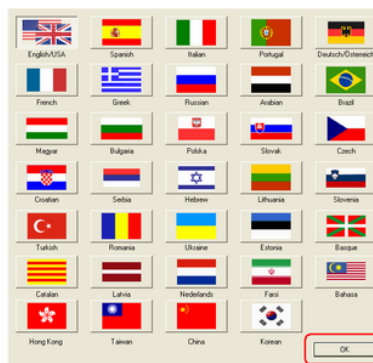 English/USA Spanish Italian Portugal Deutsch/Österreich
French Greek Russian Arabian Brazil
Magyar Bulgaria Polska Slovak Czech
Croatian Serbia Hebrew Lithuania Slovenia
Turkish Romania Ukraine Estonia Basque
Catalan Latvia Nederlands Farsi Bahasa
Hong Kong Taiwan China Korean
OK